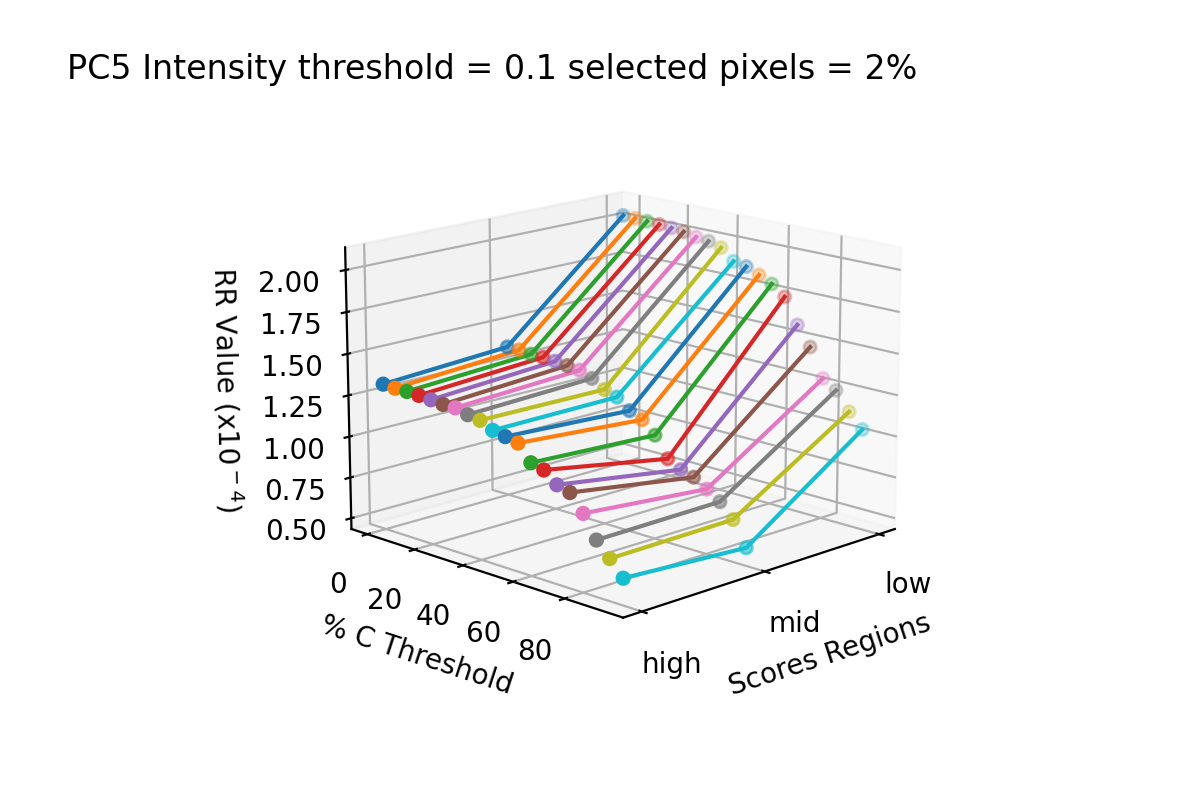 PC5 Intensity threshold = 0.1 selected pixels = 2%
RR Value (x10⁻⁴)
2.00
1.75
1.50
1.25
1.00
0.75
0.50
0
20
40
60
80
% C Threshold
high
mid
low
Scores Regions